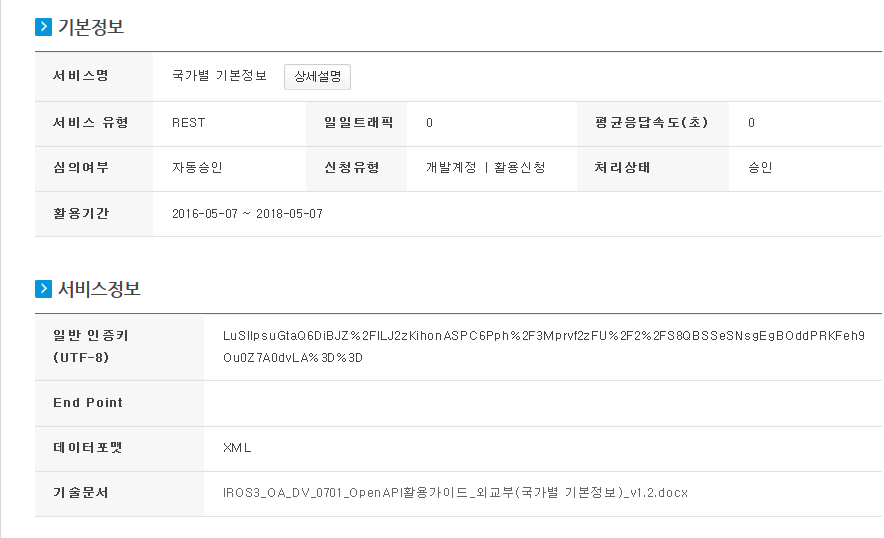 기본정보
서비스명 국가별 기본정보 상세설명
서비스 유형 REST 일일트래픽 0 평균응답속도(초) 0
심의여부 자동승인 신청유형 개발계정 | 활용신청 처리상태 승인
활용기간 2016-05-07 ~ 2018-05-07
서비스정보
일반 인증키 LuSIIpsuGtaQ6DiBJZ%2FILJ2zKihonASPC6Pph%2F3Mprvf2zFU%2F2%2FS8QBSSeSNsgEgBOddPRKFeh9
(UTF-8) Ou0Z7A0dvLA%3D%3D
End Point
데이터포맷 XML
기술문서 IROS3_OA_DV_0701_OpenAPI활용가이드_외교부(국가별 기본정보)_v1.2.docx